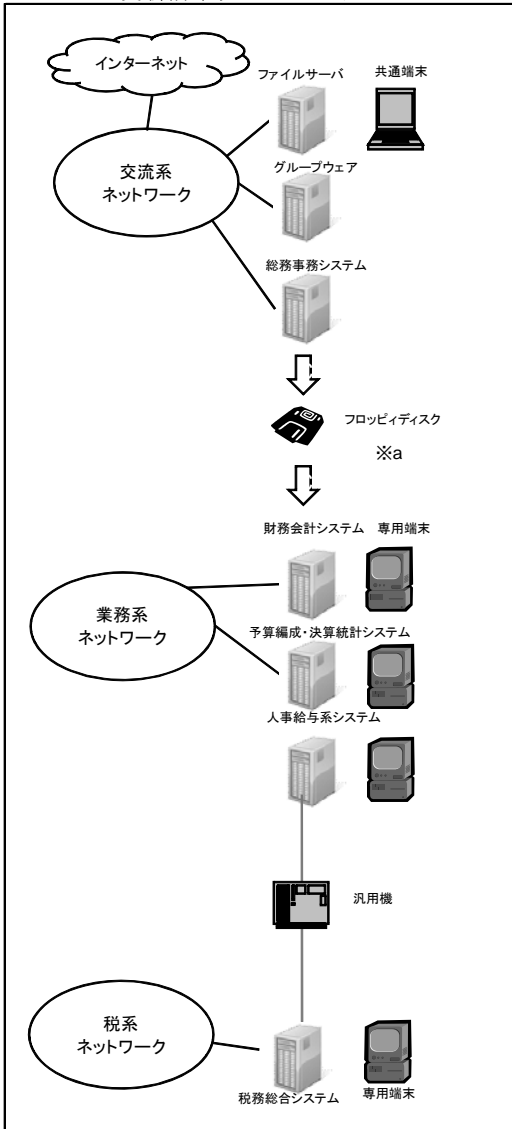 インターネット
ファイルサーバ
共通端末
交流系
ネットワーク
グループウェア
総務事務システム
フロッピィディスク
※a
財務会計システム
専用端末
業務系
ネットワーク
予算編成・決算統計システム
人事給与系システム
汎用機
税系
ネットワーク
税務総合システム
専用端末